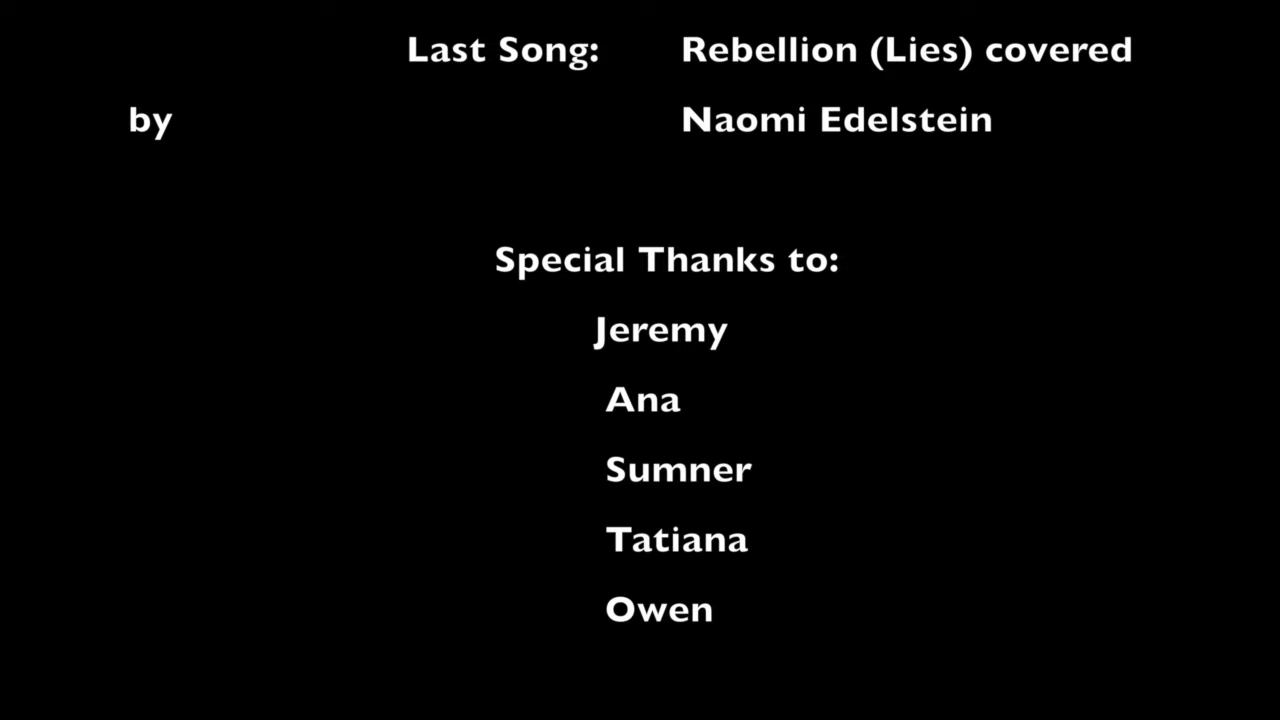 Last Song: Rebellion (Lies) covered
by Naomi Edelstein
Special Thanks to:
Jeremy
Ana
Sumner
Tatiana
Owen